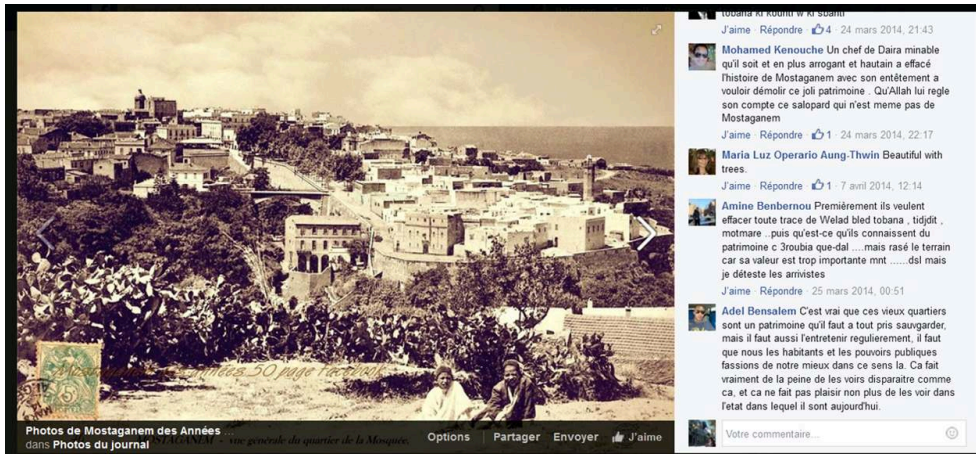 tobana ki kounti w ki sbanti
J'aime · Répondre · 4 · 24 mars 2014, 21:43
Mohamed Kenouche Un chef de Daira minable
qu'il soit et en plus arrogant et hautain a effacé
l'histoire de Mostaganem avec son entêtement a
vouloir démolir ce joli patrimoine . Qu'Allah lui regle
son compte ce salopard qui n'est meme pas de
Mostaganem
J'aime · Répondre · 1 · 24 mars 2014, 22:17
Maria Luz Operario Aung-Thwin Beautiful with
trees.
J'aime · Répondre · 1 · 7 avril 2014, 12:14
Amine Benbernou Premièrement ils veulent
effacer toute trace de Welad bled tobana , tidjdit ,
motmare ..puis qu'est-ce qu'ils connaissent du
patrimoine c 3roubia que-dal ....mais rasé le terrain
car sa valeur est trop importante mnt ......dsl mais
je déteste les arrivistes
J'aime · Répondre · 25 mars 2014, 00:51
Adel Bensalem C'est vrai que ces vieux quartiers
sont un patrimoine qu'il faut a tout pris sauvgarder,
mais il faut aussi l'entretenir regulierement, il faut
que nous les habitants et les pouvoirs publiques
fassions de notre mieux dans ce sens la. Ca fait
vraiment de la peine de les voirs disparaitre comme
ca, et ca ne fait pas plaisir non plus de les voir dans
l'etat dans lequel il sont aujourd'hui.
Votre commentaire...
années 50 page Facebook
5
Photos de Mostaganem des Années ...
dans Photos du journal
MOSTAGANEM - vue générale du quartier de la Mosquée.
Options Partager Envoyer J'aime